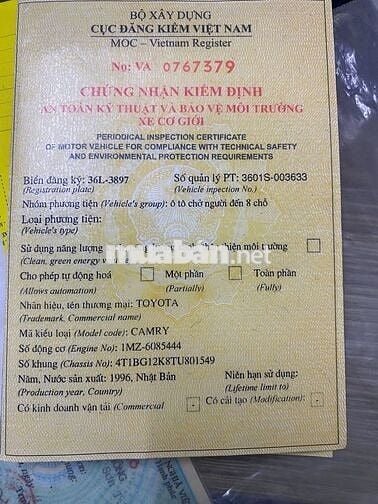 BỘ XÂY DỰNG
CỤC ĐĂNG KIỂM VIỆT NAM
MOC – Vietnam Register
No: VA 0767379
CHỨNG NHẬN KIỂM ĐỊNH
AN TOÀN KỸ THUẬT VÀ BẢO VỆ MÔI TRƯỜNG
XE CƠ GIỚI
PERIODICAL INSPECTION CERTIFICATE
OF MOTOR VEHICLE FOR COMPLIANCE WITH TECHNICAL SAFETY
AND ENVIRONMENTAL PROTECTION REQUIREMENTS
Biển đăng ký: 36L-3897 Số quản lý PT: 3601S-003633
(Registration plate) (Vehicle inpection No.)
Nhóm phương tiện (Vehicle's group): ô tô chở người đến 8 chỗ
Loại phương tiện:
(Vehicle's type)
Sử dụng năng lượng thiện môi trường
(Clean, green energy
muaban.net
Cho phép tự động hoá Một phần Toàn phần
(Allows automation) (Partially) (Fully)
Nhãn hiệu, tên thương mại: TOYOTA
(Trademark, Commercial name)
Mã kiểu loại (Model code): CAMRY
Số động cơ (Engine No): 1MZ-6085444
Số khung (Chassis No): 4T1BG12K8TU801549
Năm, Nước sản xuất: 1996, Nhật Bản Niên hạn sử dụng:
(Production year, Country) (Lifetime limit to)
Có kinh doanh vận tải (Commercial - Có cải tạo (Modification): -